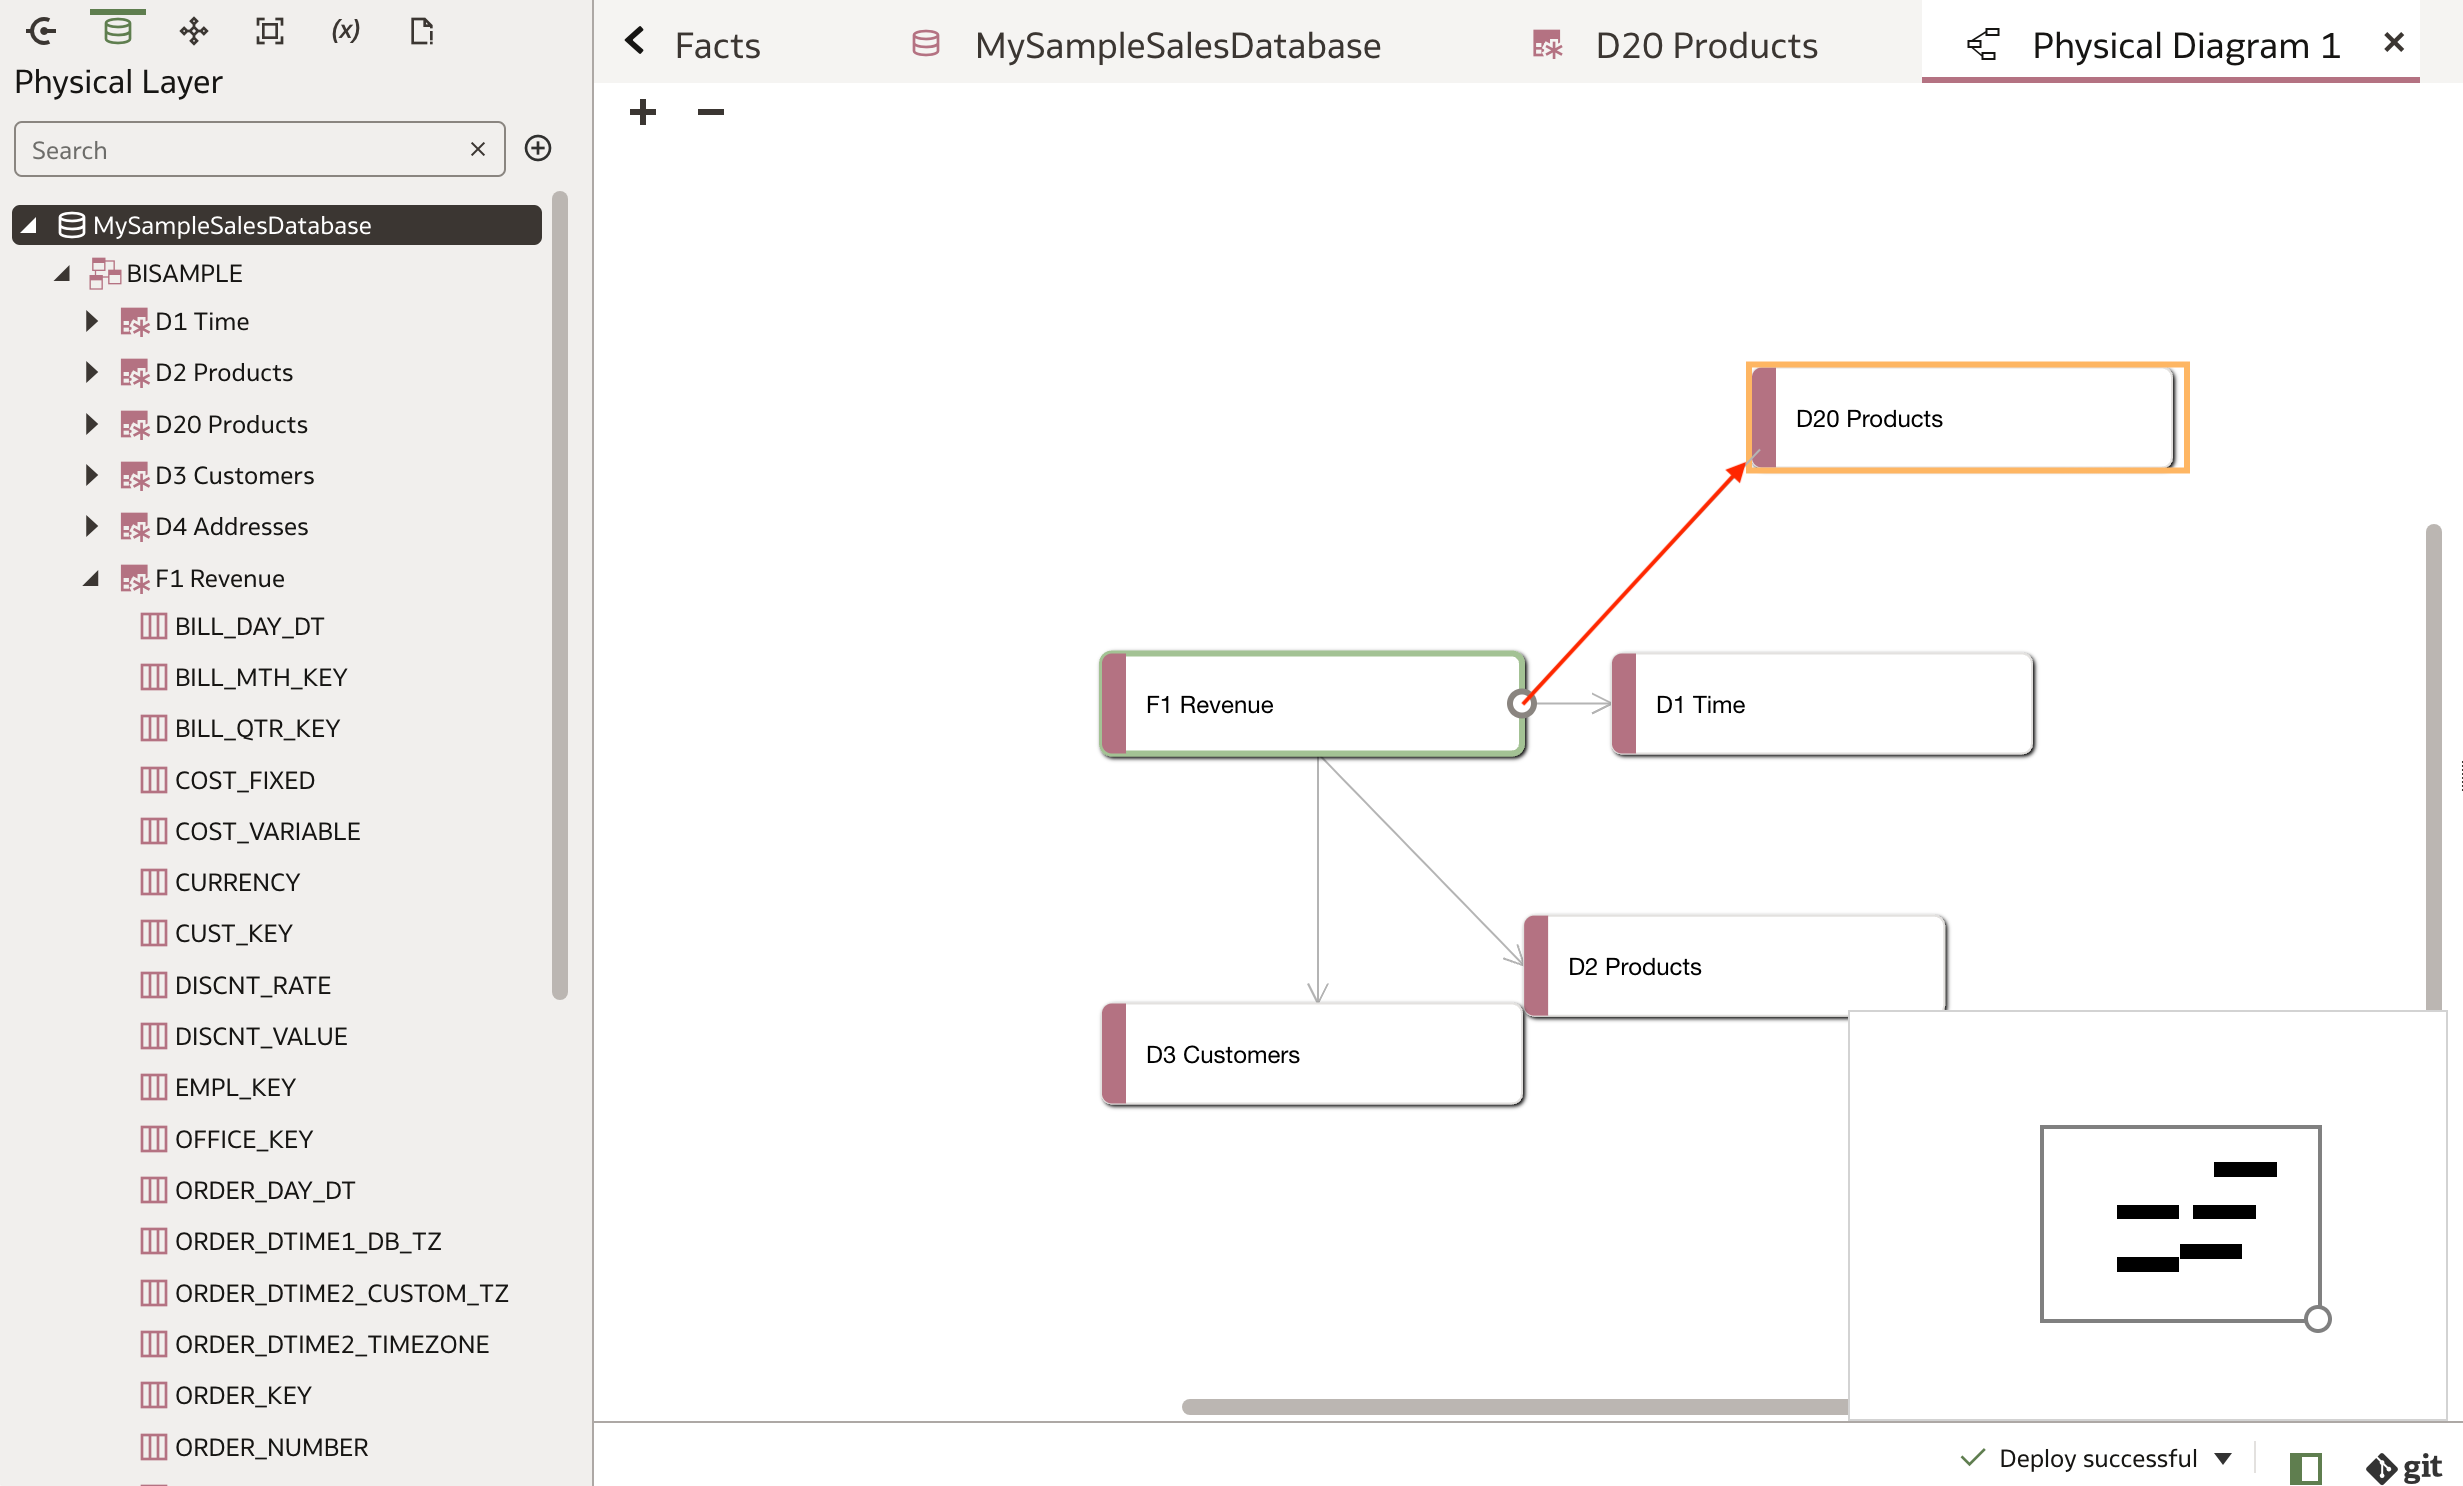 (x)
Physical Layer
Search
MySampleSalesDatabase
BISAMPLE
D1 Time
D2 Products
D20 Products
D3 Customers
D4 Addresses
F1 Revenue
BILL_DAY_DT
BILL_MTH_KEY
BILL_QTR_KEY
COST_FIXED
COST_VARIABLE
CURRENCY
CUST_KEY
DISCNT_RATE
DISCNT_VALUE
EMPL_KEY
OFFICE_KEY
ORDER_DAY_DT
ORDER_DTIME1_DB_TZ
ORDER_DTIME2_CUSTOM_TZ
ORDER_DTIME2_TIMEZONE
ORDER_KEY
ORDER_NUMBER
Facts MySampleSalesDatabase D20 Products Physical Diagram 1
D20 Products
F1 Revenue
D1 Time
D2 Products
D3 Customers
Deploy successful
git